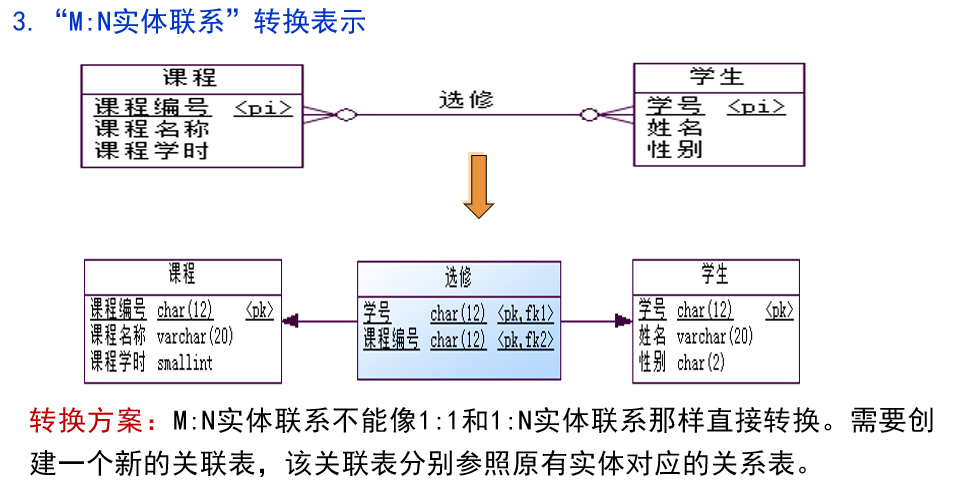 3. “M:N实体联系”转换表示
课程
课程编号 <pi>
课程名称
课程学时
选修
学生
学号 <pi>
姓名
性别
课程
课程编号 char(12) <pk>
课程名称 varchar(20)
课程学时 smallint
选修
学号 char(12) <pk,fk1>
课程编号 char(12) <pk,fk2>
学生
学号 char(12) <pk>
姓名 varchar(20)
性别 char(2)
转换方案：M:N实体联系不能像1:1和1:N实体联系那样直接转换。需要创
建一个新的关联表，该关联表分别参照原有实体对应的关系表。